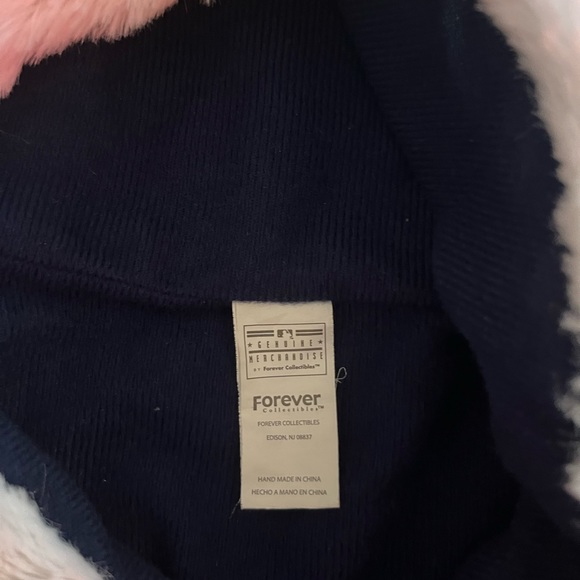 GENUINE
MERCHANDISE
BY Forever Collectibles™
Forever
Collectibles™
FOREVER COLLECTIBLES
EDISON, NJ 08837
HAND MADE IN CHINA
HECHO A MANO EN CHINA